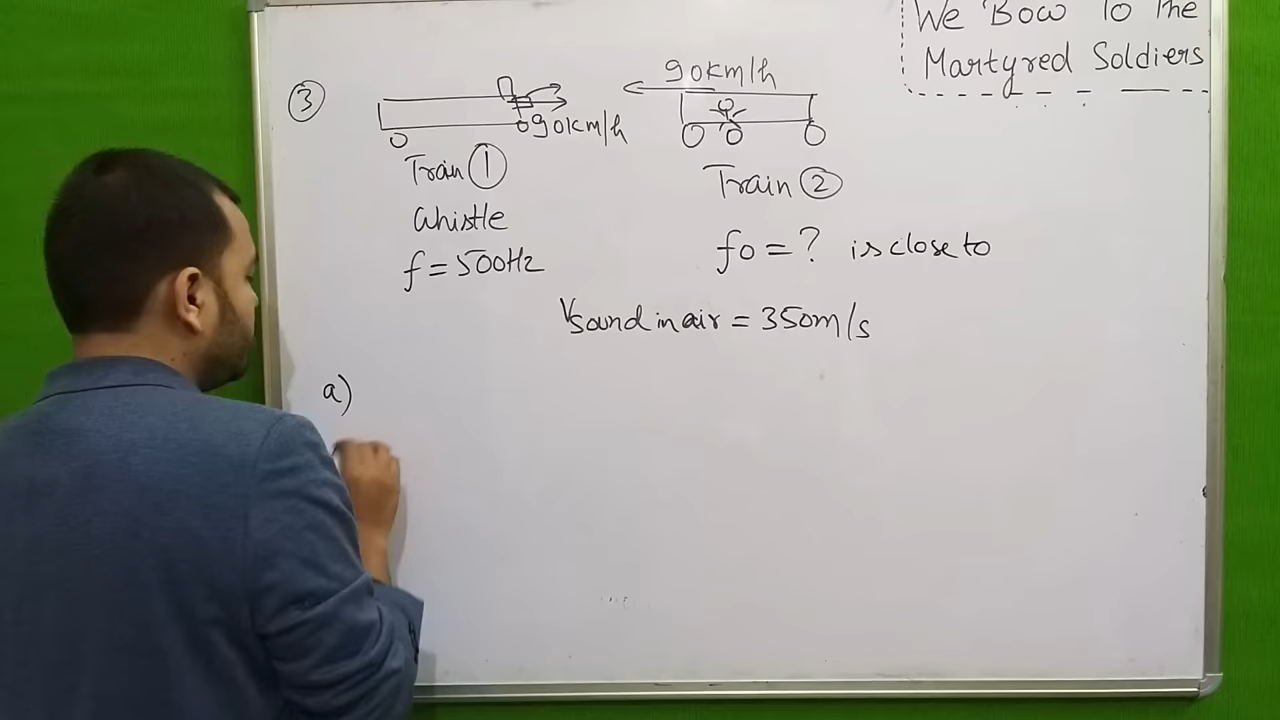 We Bow To The
Martyred Soldiers
3
90km/h
90km/h
Train 1
Train 2
Whistle
f = 500Hz
fo = ? is close to
Vsound in air = 350m/s
a)